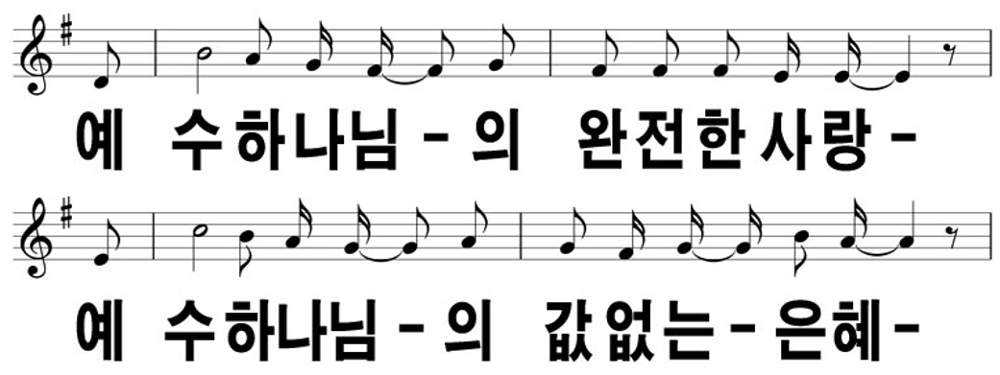 예 수하나님 - 의 완전한 사랑 -
예 수하나님 - 의 값없는 - 은혜 -